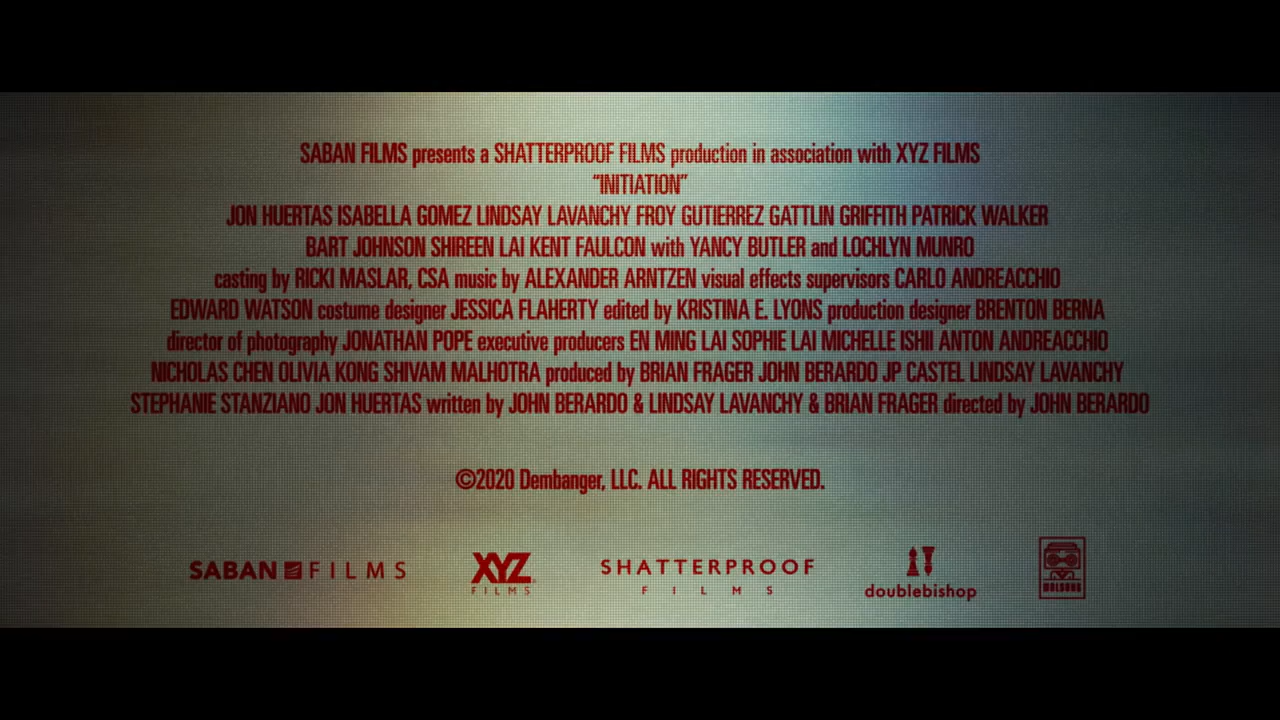 SABAN FILMS presents a SHATTERPROOF FILMS production in association with XYZ FILMS
“INITIATION”
JON HUERTAS ISABELLA GOMEZ LINDSAY LAVANCHY FROY GUTIERREZ GATTLIN GRIFFITH PATRICK WALKER
BART JOHNSON SHIREEN LAI KENT FAULCON with YANCY BUTLER and LOCHLYN MUNRO
casting by RICKI MASLAR, CSA music by ALEXANDER ARNTZEN visual effects supervisors CARLO ANDREACCHIO
EDWARD WATSON costume designer JESSICA FLAHERTY edited by KRISTINA E. LYONS production designer BRENTON BERNA
director of photography JONATHAN POPE executive producers EN MING LAI SOPHIE LAI MICHELLE ISHII ANTON ANDREACCHIO
NICHOLAS CHEN OLIVIA KONG SHIVAM MALHOTRA produced by BRIAN FRAGER JOHN BERARDO JP CASTEL LINDSAY LAVANCHY
STEPHANIE STANZIANO JON HUERTAS written by JOHN BERARDO & LINDSAY LAVANCHY & BRIAN FRAGER directed by JOHN BERARDO
©2020 Dembanger, LLC. ALL RIGHTS RESERVED.
SABAN FILMS
XYZ FILMS
SHATTERPROOF FILMS
doublebishop